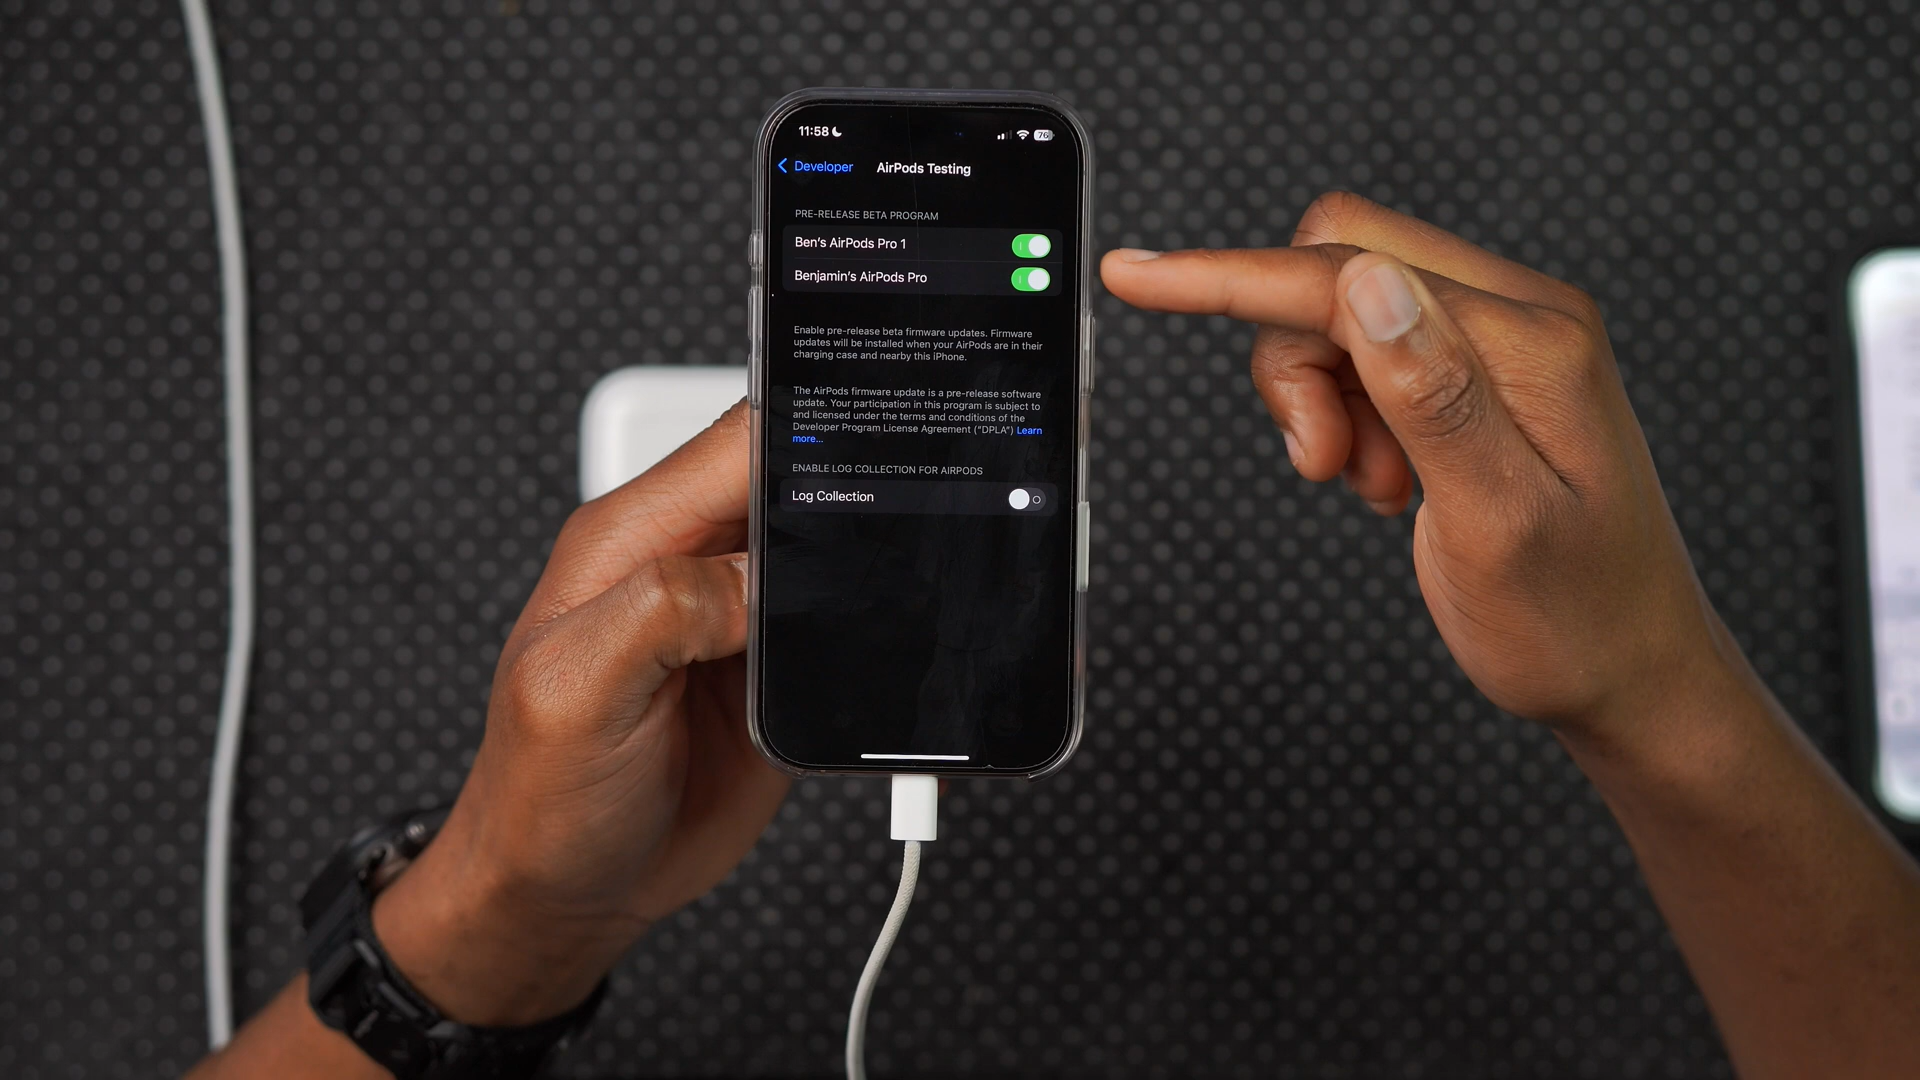 11:58
76
Developer
AirPods Testing
PRE-RELEASE BETA PROGRAM
Ben's AirPods Pro 1
Benjamin's AirPods Pro
Enable pre-release beta firmware updates. Firmware
updates will be installed when your AirPods are in their
charging case and nearby this iPhone.
The AirPods firmware update is a pre-release software
update. Your participation in this program is subject to
and licensed under the terms and conditions of the
Developer Program License Agreement ("DPLA") Learn
more...
ENABLE LOG COLLECTION FOR AIRPODS
Log Collection